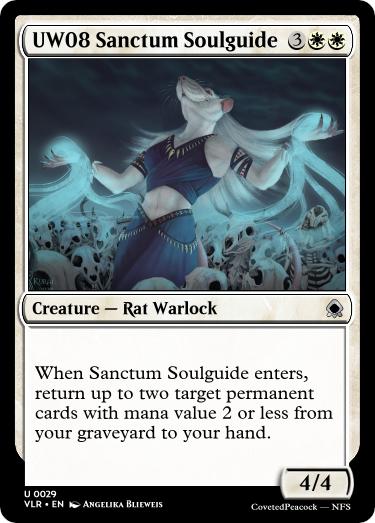 UW08 Sanctum Soulguide 3
Creature — Rat Warlock
When Sanctum Soulguide enters,
return up to two target permanent
cards with mana value 2 or less from
your graveyard to your hand.
4/4
U 0029
VLR • EN Angelika Blieweis
CovetedPeacock — NFS